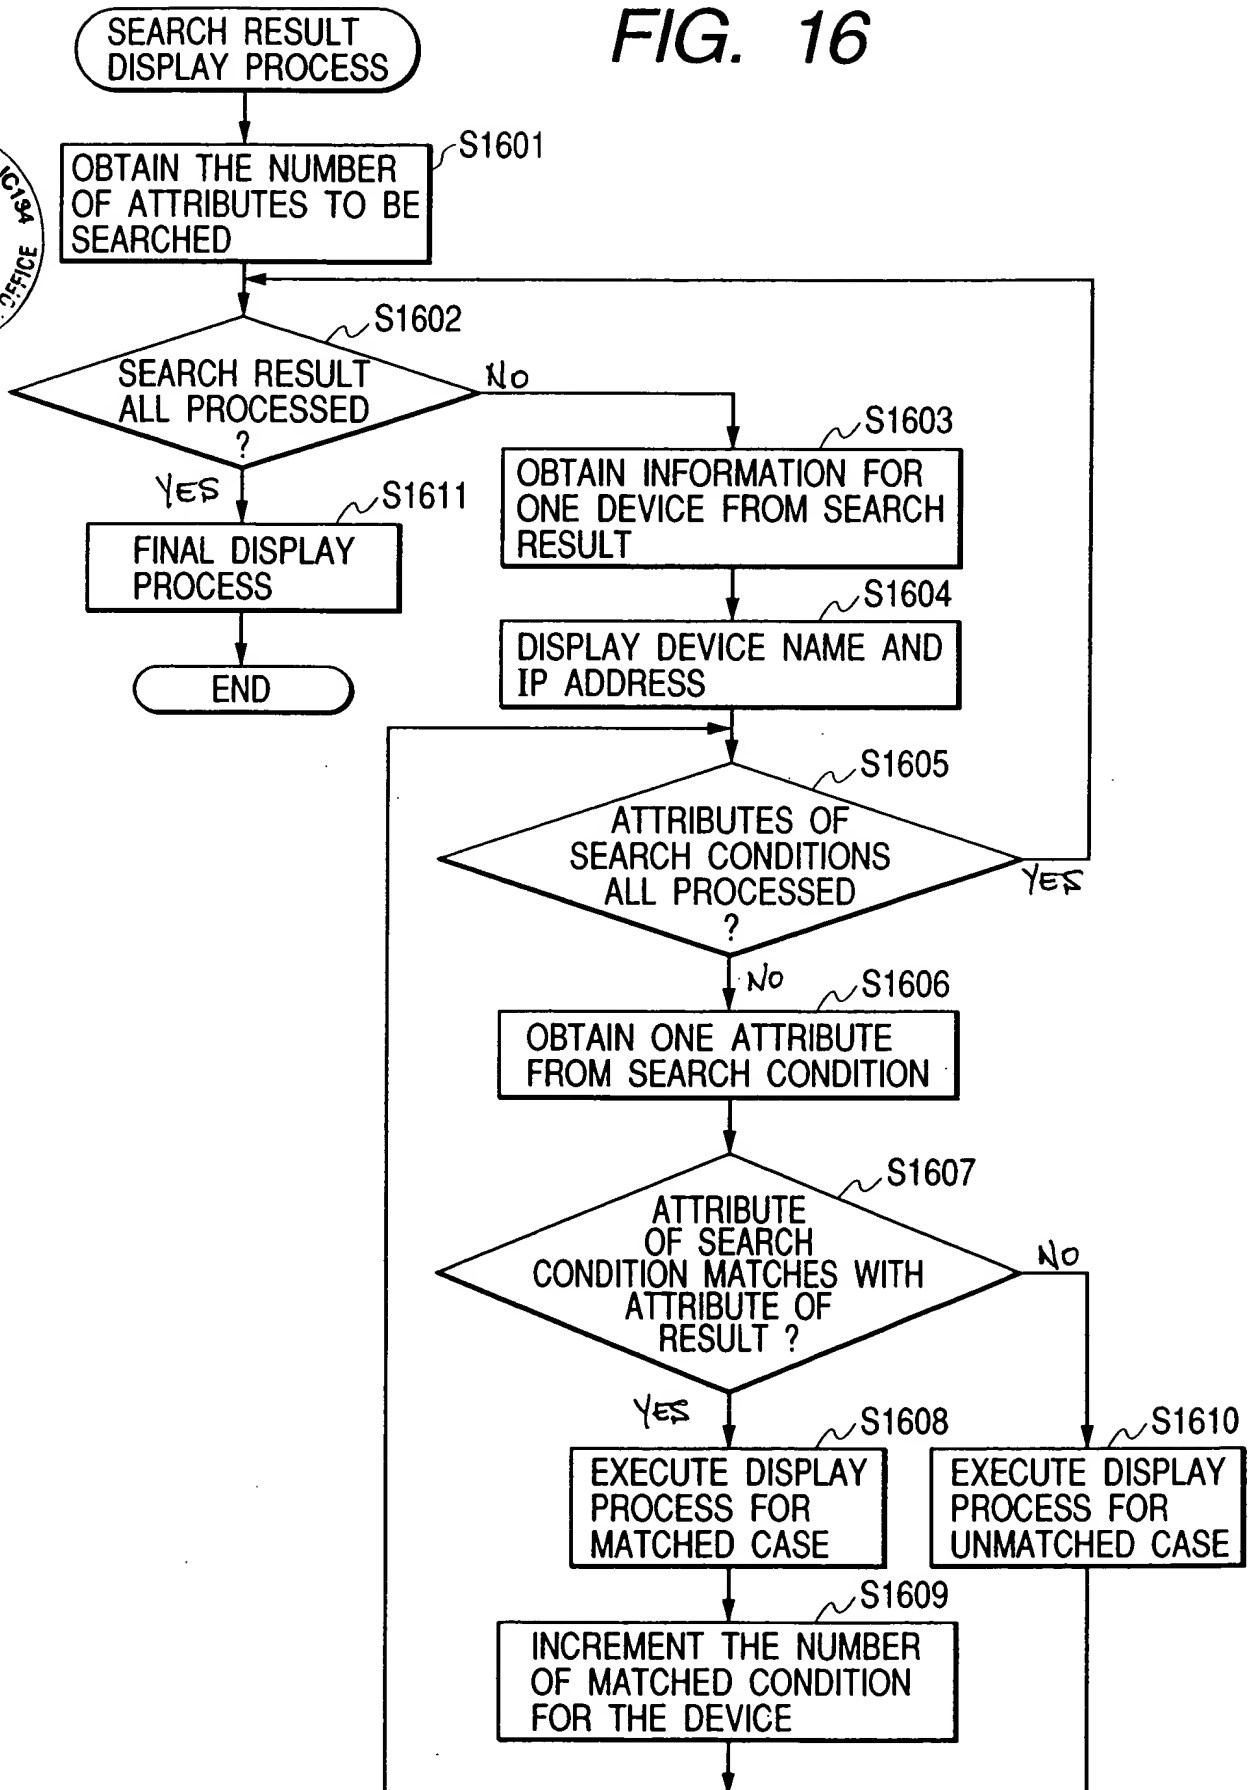 FIG. 16
SEARCH RESULT
DISPLAY PROCESS
S1601
OBTAIN THE NUMBER
OF ATTRIBUTES TO BE
SEARCHED
IC194
OFFICE
S1602
SEARCH RESULT
ALL PROCESSED
?
NO
YES
S1611
FINAL DISPLAY
PROCESS
END
S1603
OBTAIN INFORMATION FOR
ONE DEVICE FROM SEARCH
RESULT
S1604
DISPLAY DEVICE NAME AND
IP ADDRESS
S1605
ATTRIBUTES OF
SEARCH CONDITIONS
ALL PROCESSED
?
YES
NO
S1606
OBTAIN ONE ATTRIBUTE
FROM SEARCH CONDITION
S1607
ATTRIBUTE
OF SEARCH
CONDITION MATCHES WITH
ATTRIBUTE OF
RESULT ?
NO
YES
S1608
EXECUTE DISPLAY
PROCESS FOR
MATCHED CASE
S1610
EXECUTE DISPLAY
PROCESS FOR
UNMATCHED CASE
S1609
INCREMENT THE NUMBER
OF MATCHED CONDITION
FOR THE DEVICE